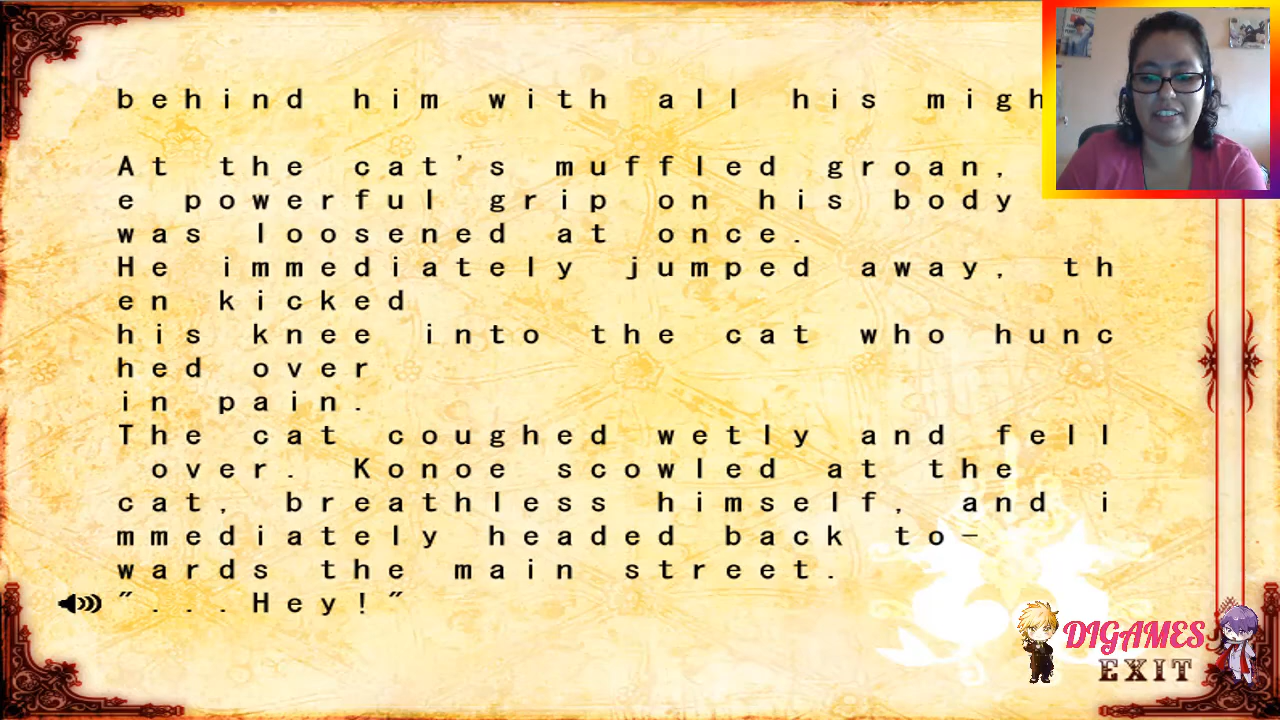 behind him with all his migh
At the cat's muffled groan,
e powerful grip on his body
was loosened at once.
He immediately jumped away, th
en kicked
his knee into the cat who hunc
hed over
in pain.
The cat coughed wetly and fell
over. Konoe scowled at the
cat, breathless himself, and i
mmediately headed back to-
wards the main street.
"...Hey!"
DIGAMES
EXIT